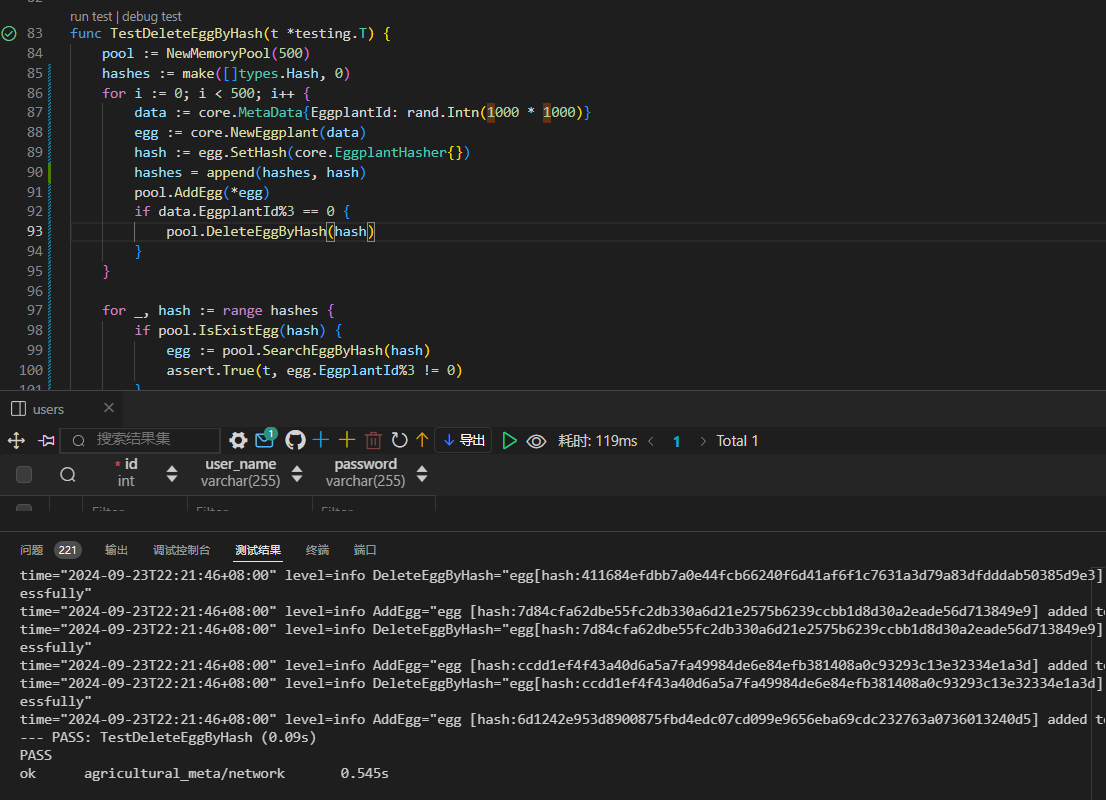 run test | debug test
83 func TestDeleteEggByHash(t *testing.T) {
84 pool := NewMemoryPool(500)
85 hashes := make([]types.Hash, 0)
86 for i := 0; i < 500; i++ {
87 data := core.MetaData{EggplantId: rand.Intn(1000 * 1000)}
88 egg := core.NewEggplant(data)
89 hash := egg.SetHash(core.EggplantHasher{})
90 hashes = append(hashes, hash)
91 pool.AddEgg(*egg)
92 if data.EggplantId%3 == 0 {
93 pool.DeleteEggByHash(hash)
94 }
95 }
96
97 for _, hash := range hashes {
98 if pool.IsExistEgg(hash) {
99 egg := pool.SearchEggByHash(hash)
100 assert.True(t, egg.EggplantId%3 != 0)
101 }
users
搜索结果集 1 导出 耗时: 119ms 1 Total 1
* id user_name password
int varchar(255) varchar(255)
Filter Filter Filter
问题 221 输出 调试控制台 测试结果 终端 端口
time="2024-09-23T22:21:46+08:00" level=info DeleteEggByHash="egg[hash:411684efdbb7a0e44fcb66240f6d41af6f1c7631a3d79a83dfdddab50385d9e3]
essfully"
time="2024-09-23T22:21:46+08:00" level=info AddEgg="egg [hash:7d84cfa62dbe55fc2db330a6d21e2575b6239ccbb1d8d30a2eade56d713849e9] added to
time="2024-09-23T22:21:46+08:00" level=info DeleteEggByHash="egg[hash:7d84cfa62dbe55fc2db330a6d21e2575b6239ccbb1d8d30a2eade56d713849e9]
essfully"
time="2024-09-23T22:21:46+08:00" level=info AddEgg="egg [hash:ccdd1ef4f43a40d6a5a7fa49984de6e84efb381408a0c93293c13e32334e1a3d] added to
time="2024-09-23T22:21:46+08:00" level=info DeleteEggByHash="egg[hash:ccdd1ef4f43a40d6a5a7fa49984de6e84efb381408a0c93293c13e32334e1a3d]
essfully"
time="2024-09-23T22:21:46+08:00" level=info AddEgg="egg [hash:6d1242e953d8900875fbd4edc07cd099e9656eba69cdc232763a0736013240d5] added to
--- PASS: TestDeleteEggByHash (0.09s)
PASS
ok agricultural_meta/network 0.545s